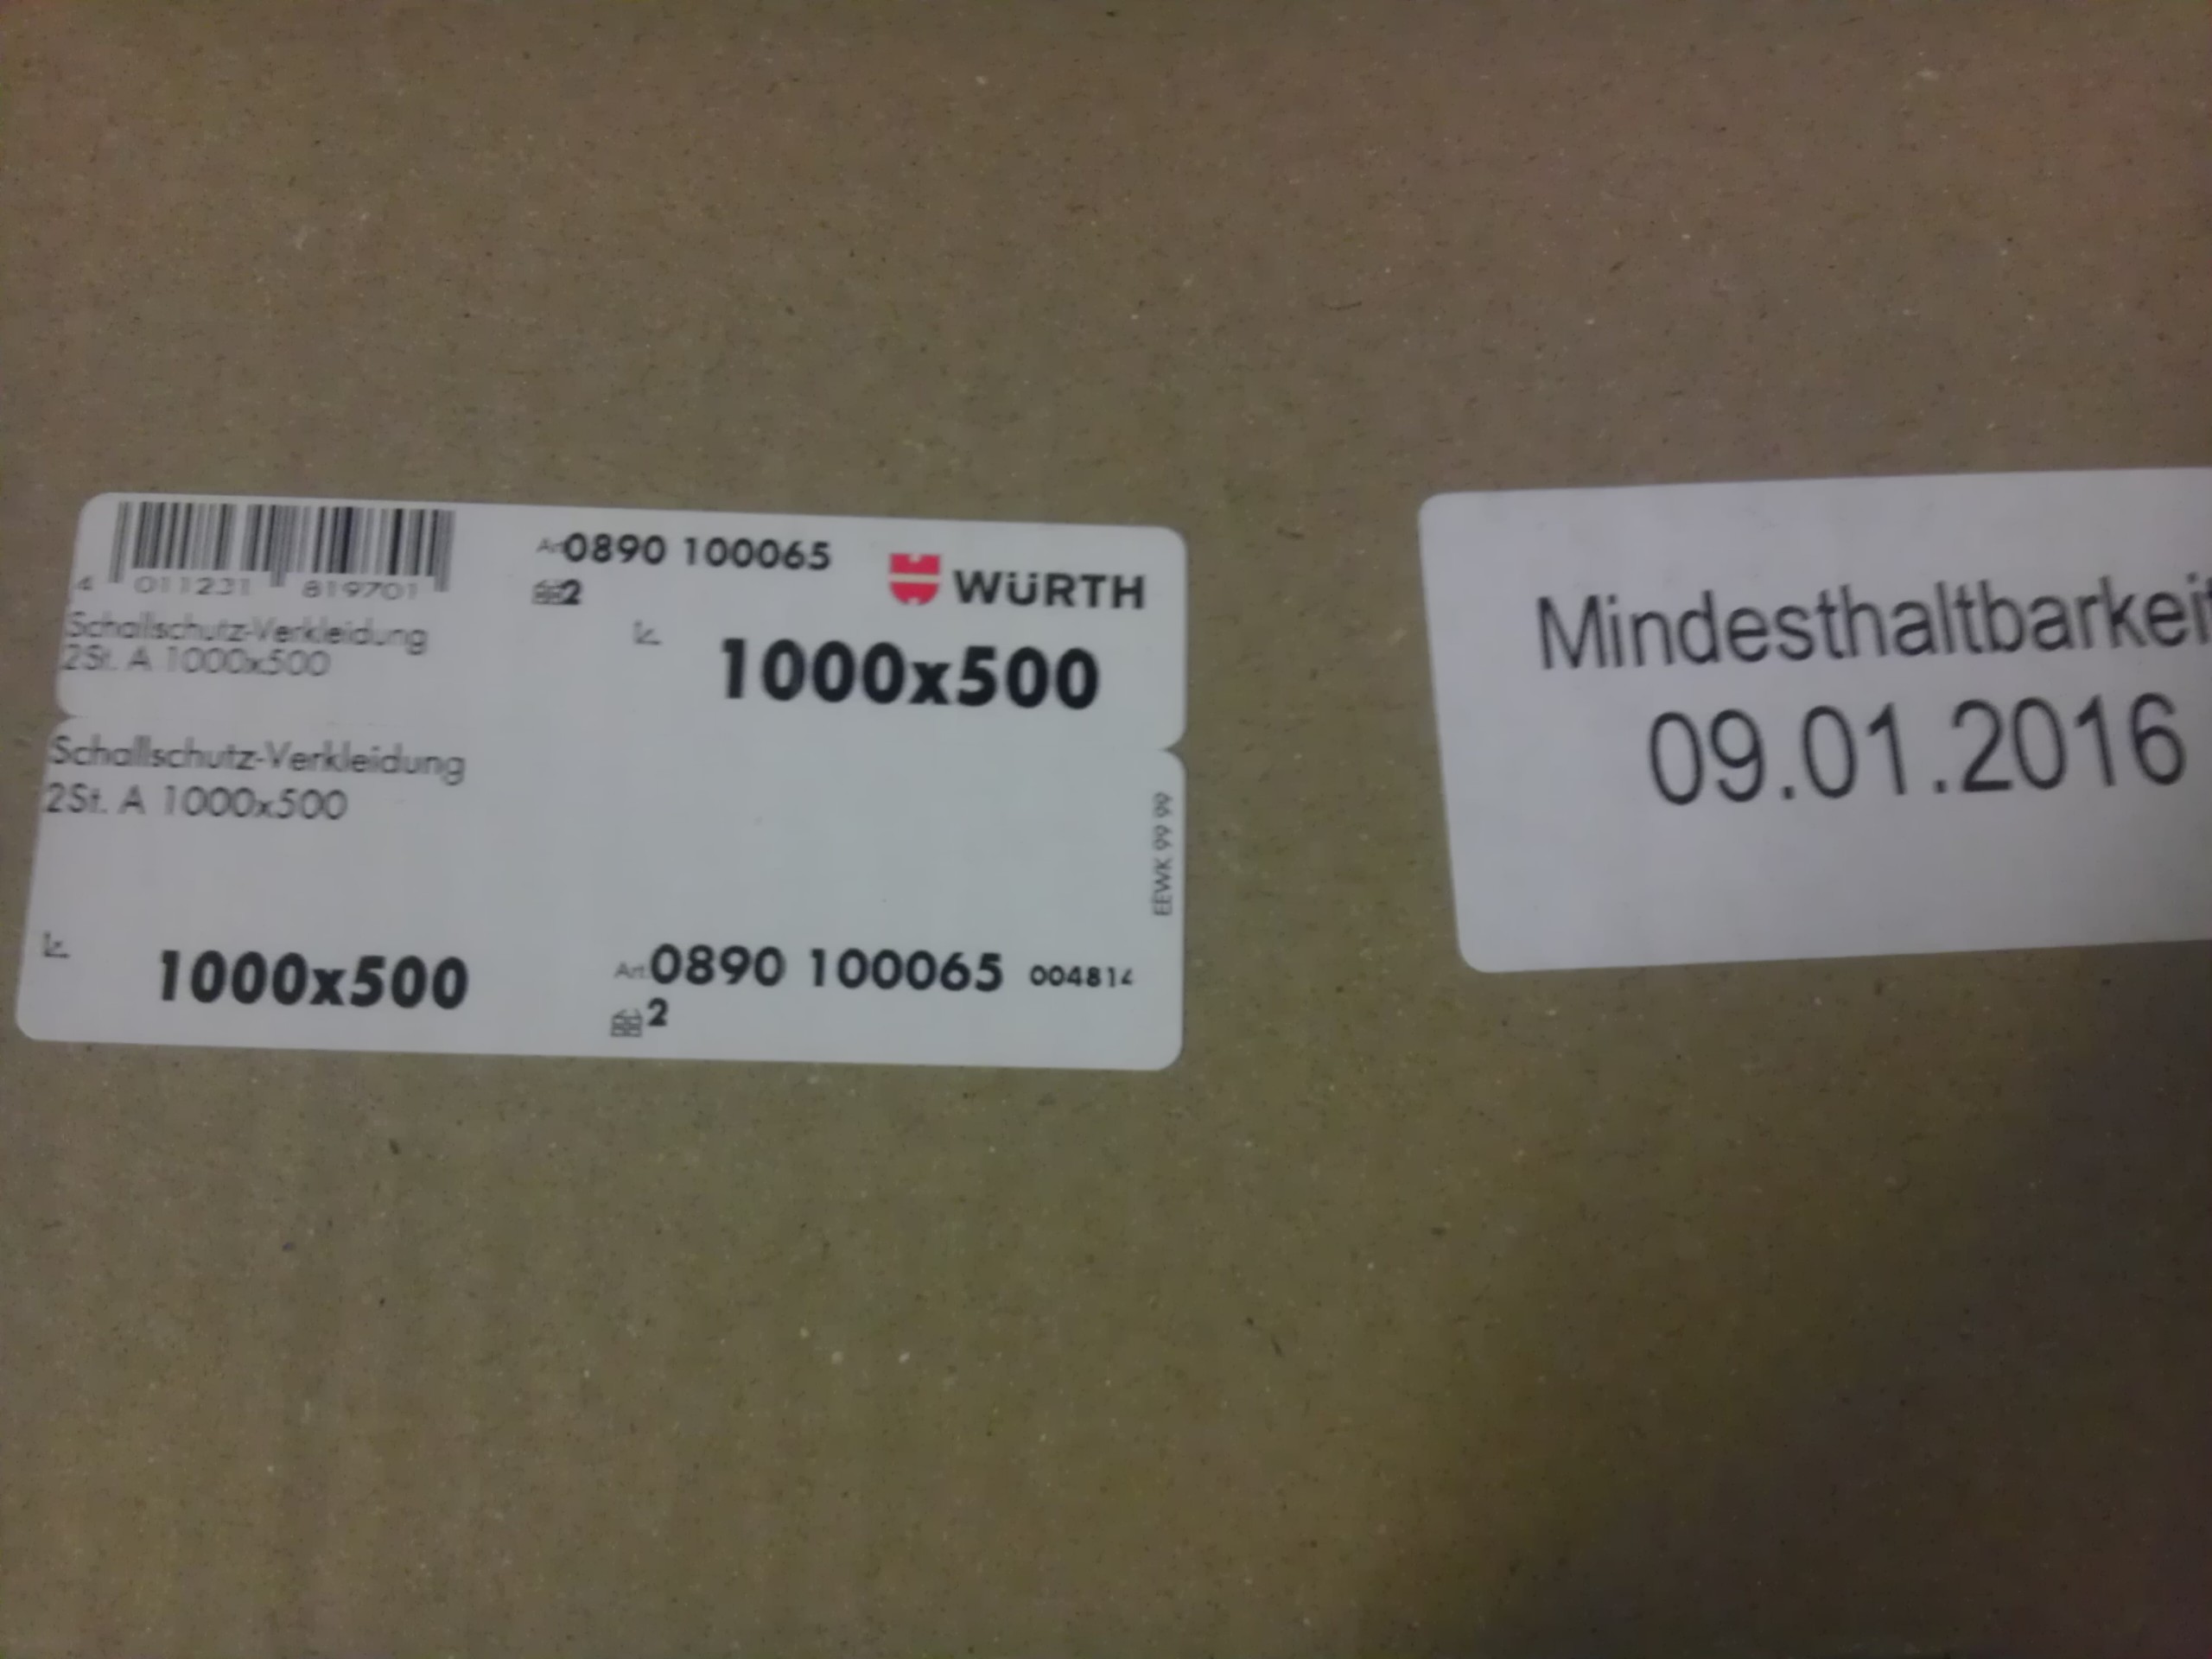 4 011231 819701
Schallschutz-Verkleidung
2St. A 1000x500
Art. 0890 100065
2
WÜRTH
1000x500
Schallschutz-Verkleidung
2St. A 1000x500
EEWK 99 99
1000x500
Art. 0890 100065 004814
2
Mindesthaltbarkeit
09.01.2016